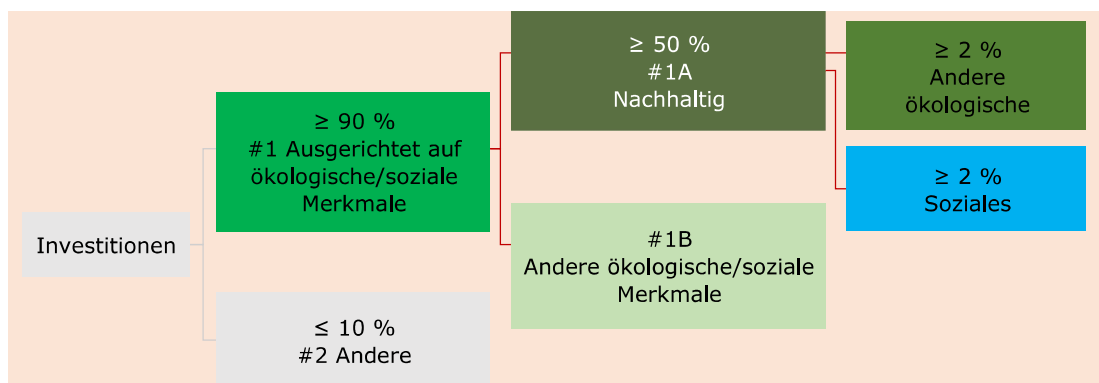 Investitionen
≥ 90 %
#1 Ausgerichtet auf
ökologische/soziale
Merkmale
≤ 10 %
#2 Andere
≥ 50 %
#1A
Nachhaltig
#1B
Andere ökologische/soziale
Merkmale
≥ 2 %
Andere
ökologische
≥ 2 %
Soziales